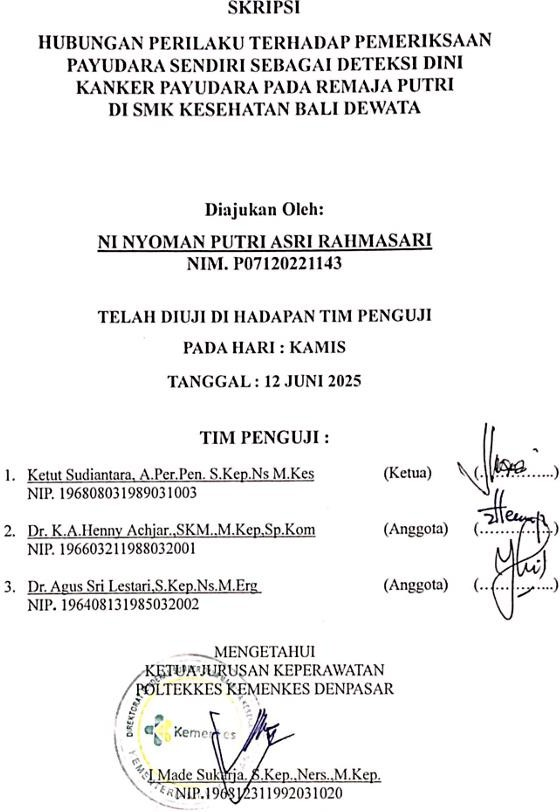 SKRIPSI
HUBUNGAN PERILAKU TERHADAP PEMERIKSAAN
PAYUDARA SENDIRI SEBAGAI DETEKSI DINI
KANKER PAYUDARA PADA REMAJA PUTRI
DI SMK KESEHATAN BALI DEWATA
Diajukan Oleh:
NI NYOMAN PUTRI ASRI RAHMASARI
NIM. P07120221143
TELAH DIUJI DI HADAPAN TIM PENGUJI
PADA HARI : KAMIS
TANGGAL : 12 JUNI 2025
TIM PENGUJI :
1. Ketut Sudiantara, A.Per.Pen. S.Kep.Ns M.Kes (Ketua) (..............)
NIP. 196808031989031003
2. Dr. K.A.Henny Achjar.,SKM.,M.Kep,Sp.Kom (Anggota) (..............)
NIP. 196603211988032001
3. Dr. Agus Sri Lestari,S.Kep.Ns.M.Erg (Anggota) (..............)
NIP. 196408131985032002
MENGETAHUI
KETUA JURUSAN KEPERAWATAN
POLTEKKES KEMENKES DENPASAR
Kemenkes
I Made Sukarja. S.Kep.,Ners.,M.Kep.
NIP.196812311992031020